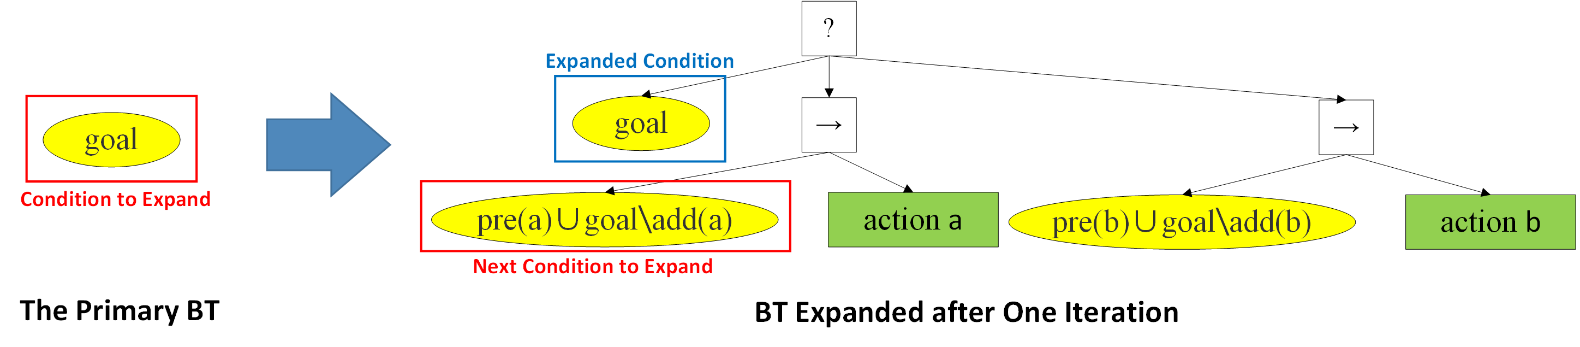 ?
Expanded Condition
goal
goal
→
→
Condition to Expand
pre(a)∪goal\add(a)
action a
pre(b)∪goal\add(b)
action b
Next Condition to Expand
The Primary BT
BT Expanded after One Iteration